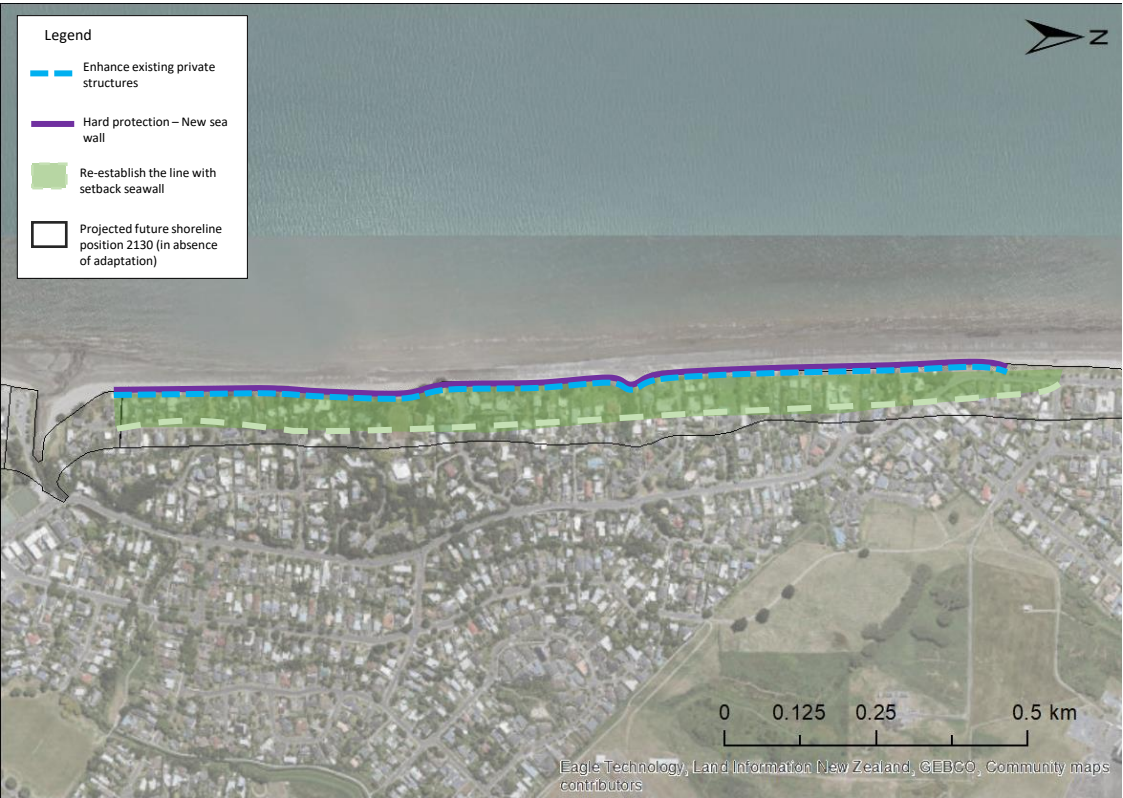 Legend
Enhance existing private
structures
Hard protection – New sea
wall
Re-establish the line with
setback seawall
Projected future shoreline
position 2130 (in absence
of adaptation)
N
0 0.125 0.25 0.5 km
Eagle Technology, Land Information New Zealand, GEBCO, Community maps
contributors